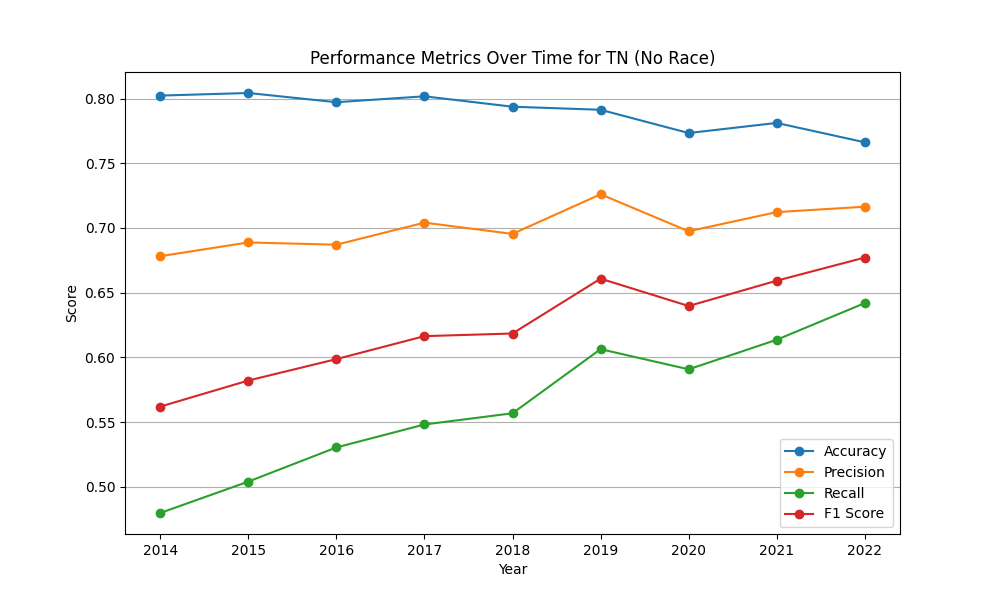 Performance Metrics Over Time for TN (No Race)
0.80
0.75
0.70
0.65
0.60
0.55
0.50
Score
Accuracy
Precision
Recall
F1 Score
2014 2015 2016 2017 2018 2019 2020 2021 2022
Year